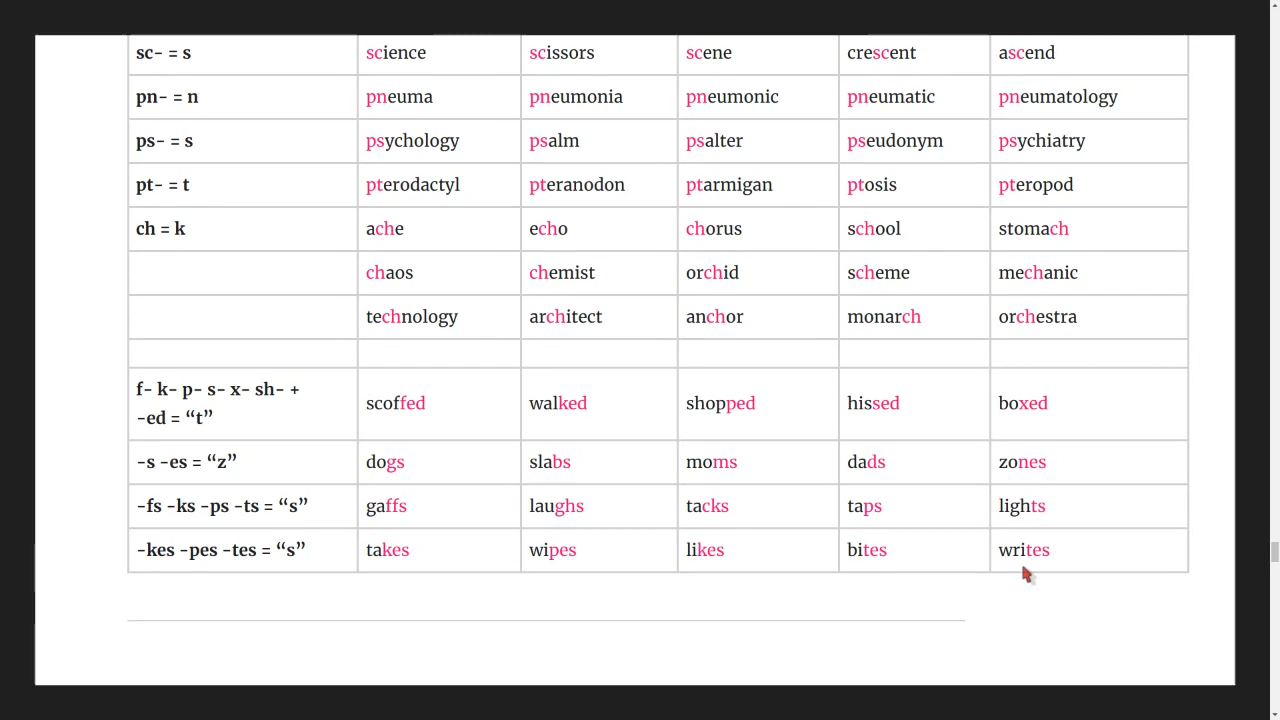 sc- = s science scissors scene crescent ascend
pn- = n pneuma pneumonia pneumonic pneumatic pneumatology
ps- = s psychology psalm psalter pseudonym psychiatry
pt- = t pterodactyl pteranodon ptarmigan ptosis pteropod
ch = k ache echo chorus school stomach
chaos chemist orchid scheme mechanic
technology architect anchor monarch orchestra
f- k- p- s- x- sh- +
-ed = “t” scoffed walked shopped hissed boxed
-s -es = “z” dogs slabs moms dads zones
-fs -ks -ps -ts = “s” gaffs laughs tacks taps lights
-kes -pes -tes = “s” takes wipes likes bites writes